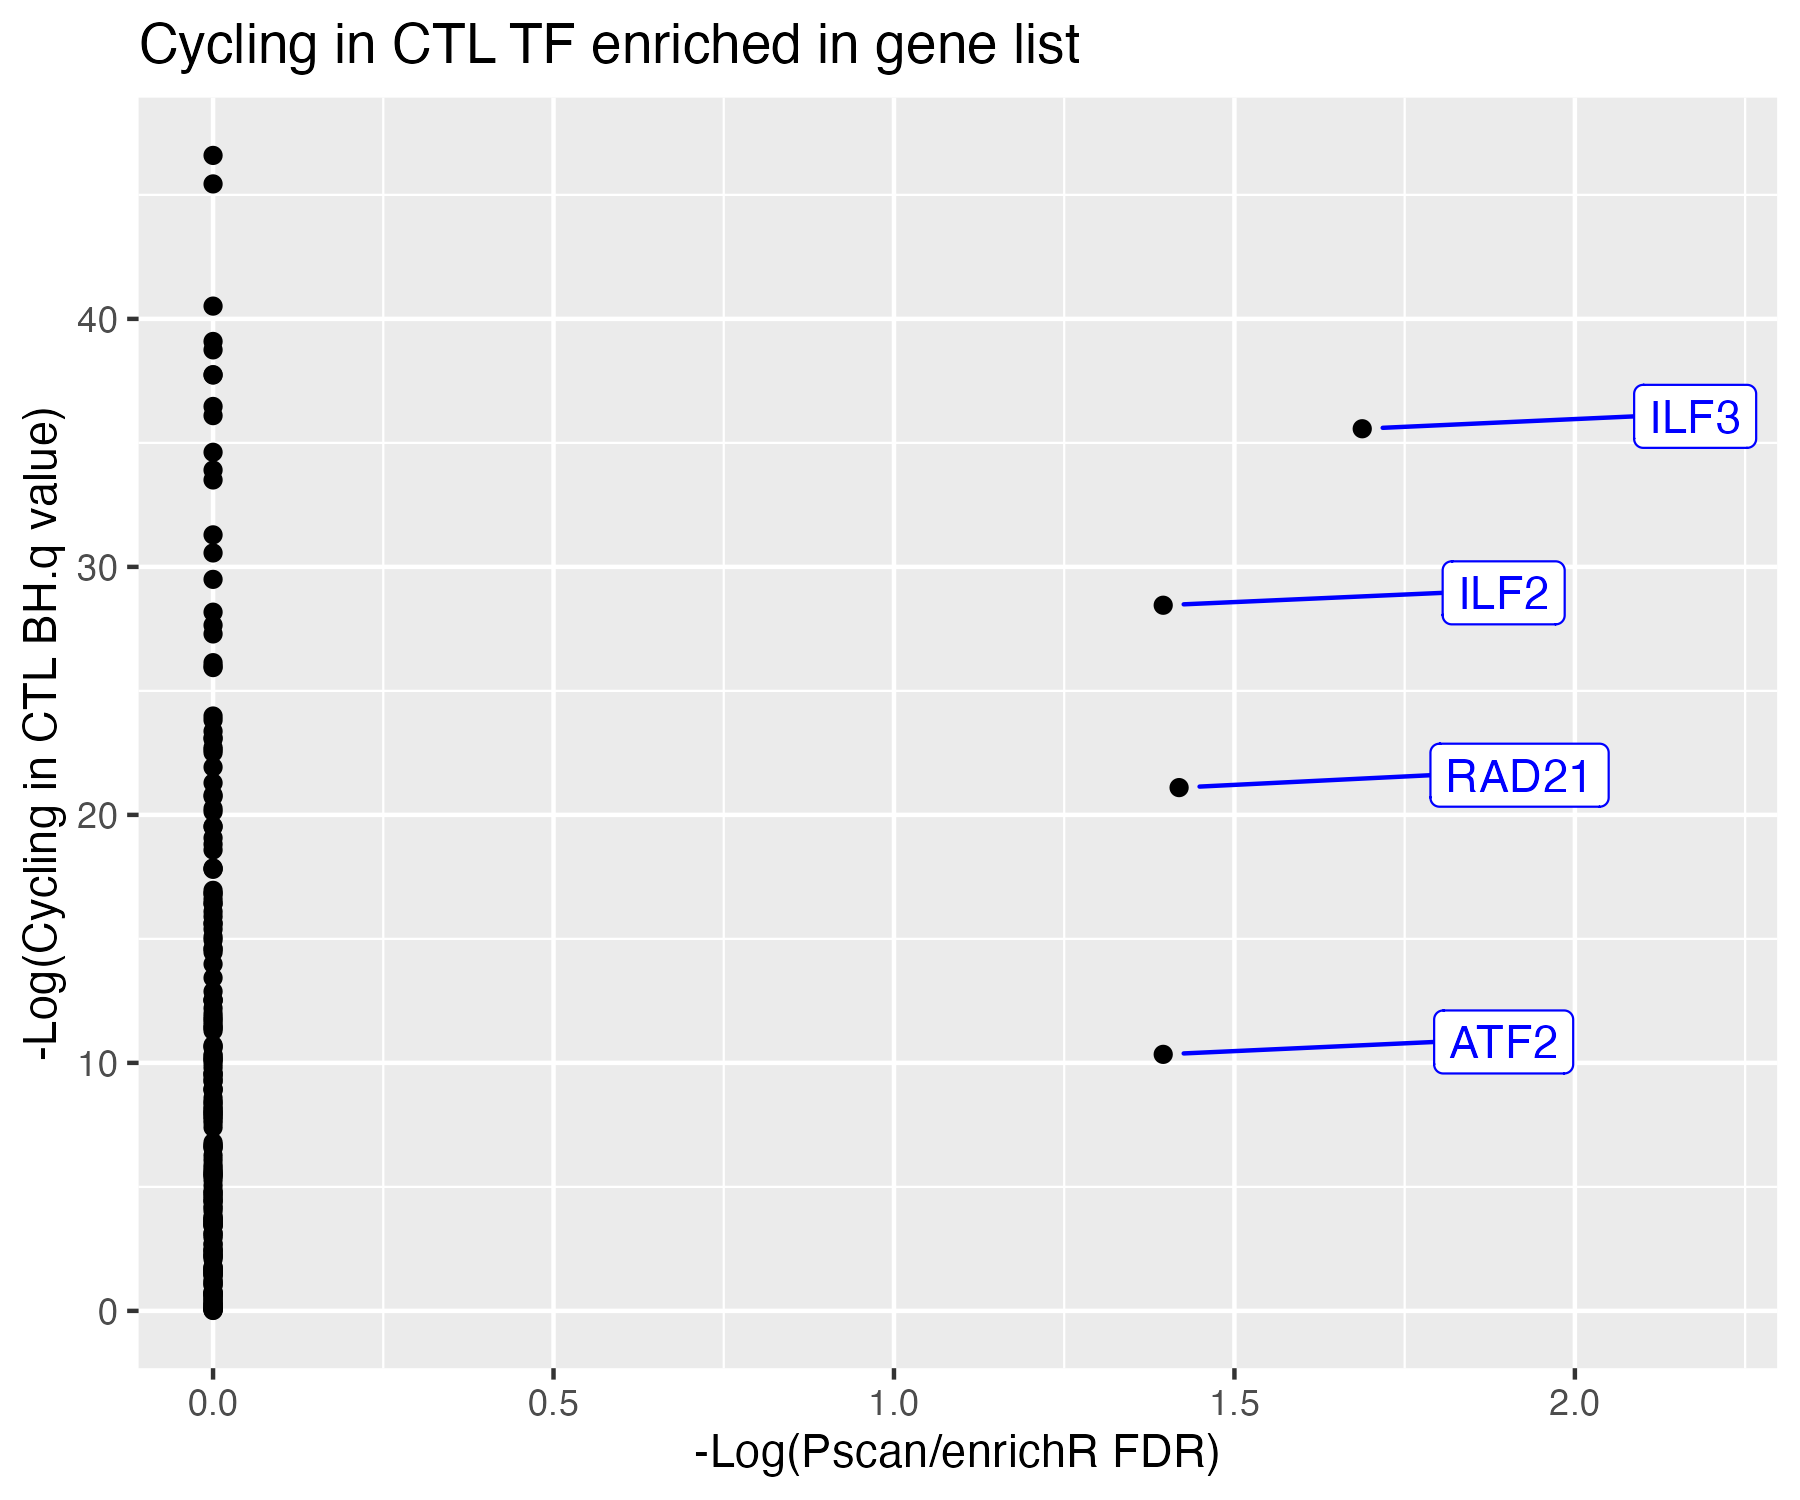 Cycling in CTL TF enriched in gene list
-Log(Cycling in CTL BH.q value)
40
30
20
10
0
ILF3
ILF2
RAD21
ATF2
0.0
0.5
1.0
1.5
2.0
-Log(Pscan/enrichR FDR)